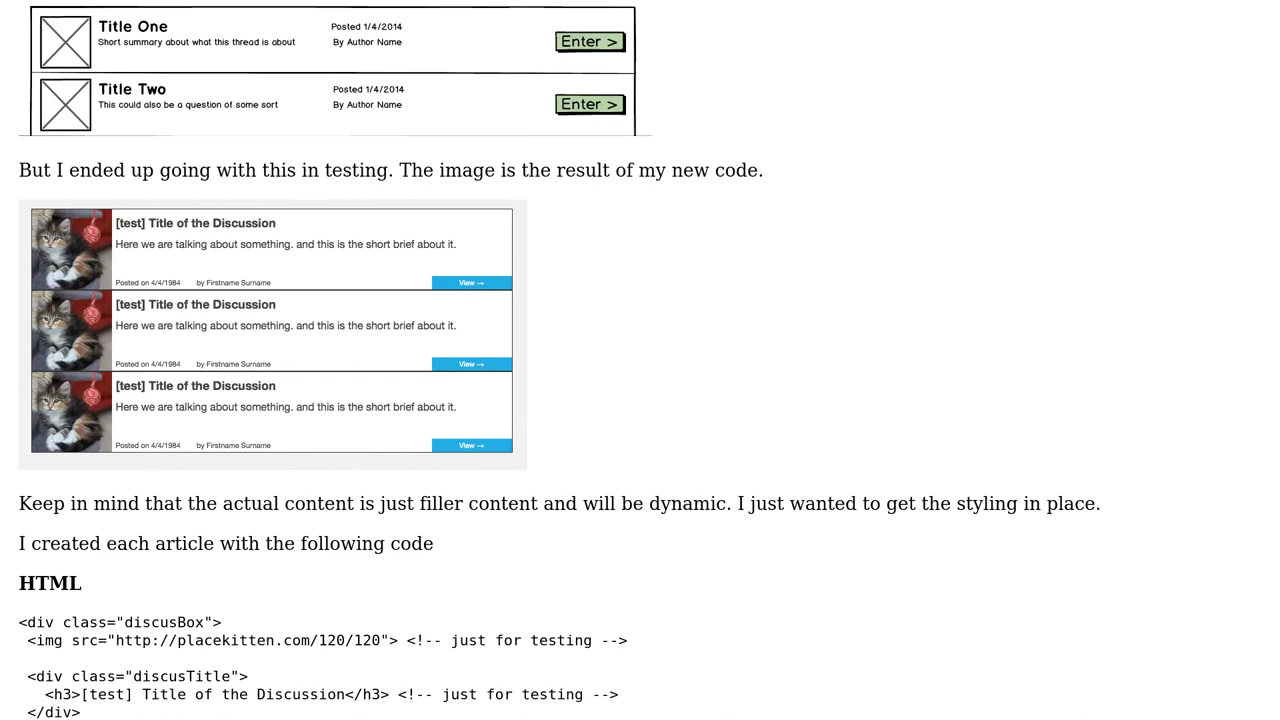 Title One Posted 1/4/2014
Short summary about what this thread is about By Author Name Enter >
Title Two Posted 1/4/2014
This could also be a question of some sort By Author Name Enter >
But I ended up going with this in testing. The image is the result of my new code.
[test] Title of the Discussion
Here we are talking about something. and this is the short brief about it.
Posted on 4/4/1984 by Firstname Surname View →
[test] Title of the Discussion
Here we are talking about something. and this is the short brief about it.
Posted on 4/4/1984 by Firstname Surname View →
[test] Title of the Discussion
Here we are talking about something. and this is the short brief about it.
Posted on 4/4/1984 by Firstname Surname View →
Keep in mind that the actual content is just filler content and will be dynamic. I just wanted to get the styling in place.
I created each article with the following code
HTML
<div class="discusBox">
 <img src="http://placekitten.com/120/120"> <!-- just for testing -->
 <div class="discusTitle">
   <h3>[test] Title of the Discussion</h3> <!-- just for testing -->
 </div>